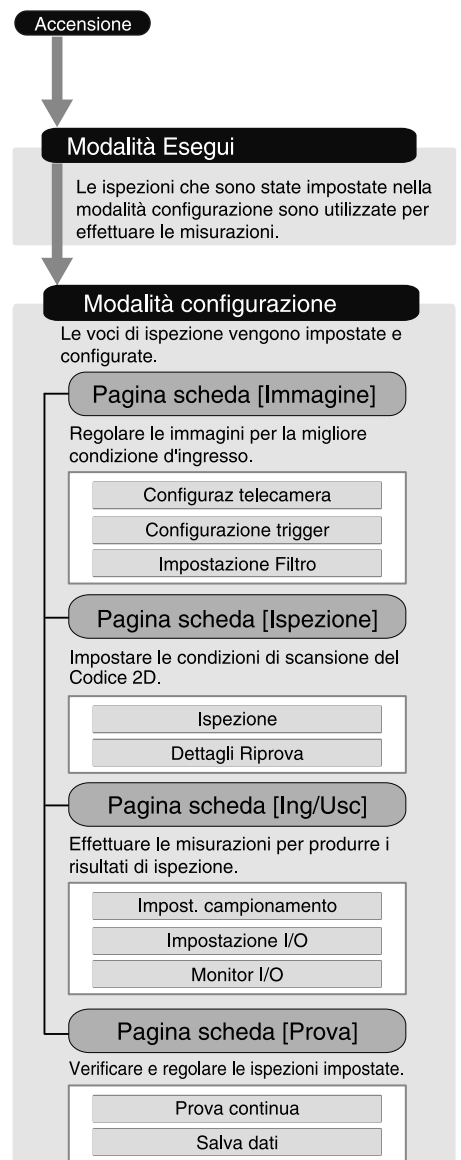 Accensione
Modalità Esegui
Le ispezioni che sono state impostate nella
modalità configurazione sono utilizzate per
effettuare le misurazioni.
Modalità configurazione
Le voci di ispezione vengono impostate e
configurate.
Pagina scheda [Immagine]
Regolare le immagini per la migliore
condizione d'ingresso.
Configuraz telecamera
Configurazione trigger
Impostazione Filtro
Pagina scheda [Ispezione]
Impostare le condizioni di scansione del
Codice 2D.
Ispezione
Dettagli Riprova
Pagina scheda [Ing/Usc]
Effettuare le misurazioni per produrre i
risultati di ispezione.
Impost. campionamento
Impostazione I/O
Monitor I/O
Pagina scheda [Prova]
Verificare e regolare le ispezioni impostate.
Prova continua
Salva dati